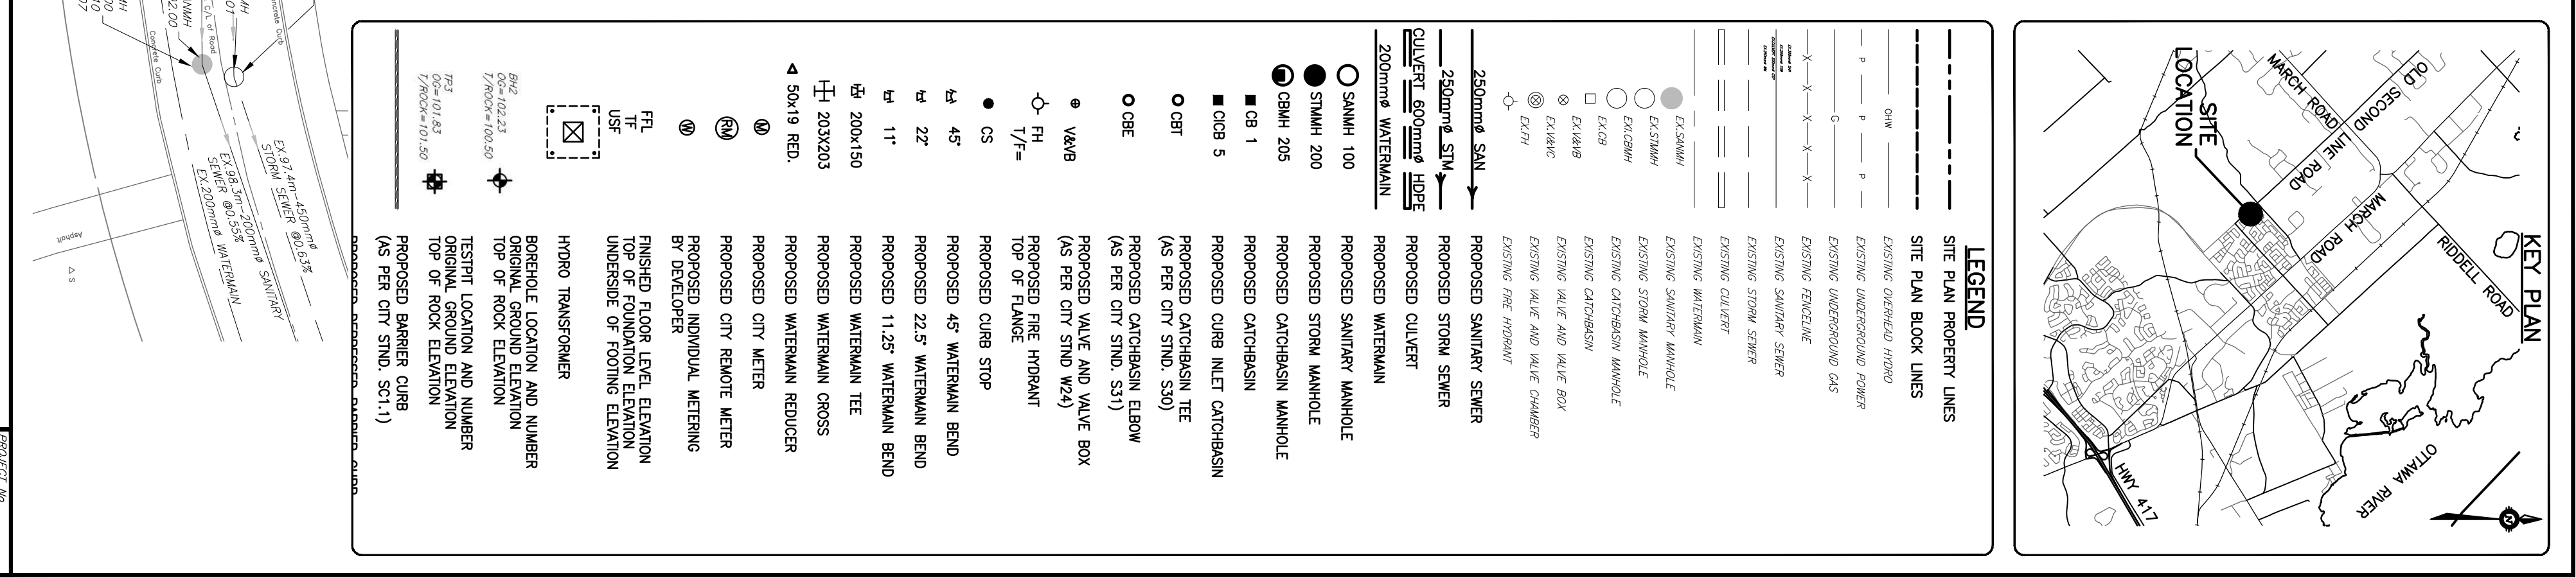 KEY PLAN
OLD
SECOND
LINE ROAD
MARCH ROAD
MARCH ROAD
RIDDELL ROAD
SITE
LOCATION
OTTAWA RIVER
HWY 417
N
LEGEND
SITE PLAN PROPERTY LINES
SITE PLAN BLOCK LINES
OHW EXISTING OVERHEAD HYDRO
P P P EXISTING UNDERGROUND POWER
G EXISTING UNDERGROUND GAS
X X X X X EXISTING FENCELINE
EXISTING SANITARY SEWER
EXISTING STORM SEWER
EXISTING CULVERT
EXISTING WATERMAIN
EX.SANMH EXISTING SANITARY MANHOLE
EX.STMMH EXISTING STORM MANHOLE
EXI.CBMH EXISTING CATCHBASIN MANHOLE
EX.CB EXISTING CATCHBASIN
EX.V&VB EXISTING VALVE AND VALVE BOX
EX.V&VC EXISTING VALVE AND VALVE CHAMBER
EX.FH EXISTING FIRE HYDRANT
250mmø SAN PROPOSED SANITARY SEWER
250mmø STM PROPOSED STORM SEWER
CULVERT 600mmø HDPE PROPOSED CULVERT
200mmø WATERMAIN PROPOSED WATERMAIN
SANMH 100 PROPOSED SANITARY MANHOLE
STMMH 200 PROPOSED STORM MANHOLE
CBMH 205 PROPOSED CATCHBASIN MANHOLE
CB 1 PROPOSED CATCHBASIN
CICB 5 PROPOSED CURB INLET CATCHBASIN
CBT PROPOSED CATCHBASIN TEE
(AS PER CITY STND. S30)
CBE PROPOSED CATCHBASIN ELBOW
(AS PER CITY STND. S31)
V&VB PROPOSED VALVE AND VALVE BOX
(AS PER CITY STND W24)
FH PROPOSED FIRE HYDRANT
T/F= TOP OF FLANGE
CS PROPOSED CURB STOP
45° PROPOSED 45° WATERMAIN BEND
22° PROPOSED 22.5° WATERMAIN BEND
11° PROPOSED 11.25° WATERMAIN BEND
200x150 PROPOSED WATERMAIN TEE
203X203 PROPOSED WATERMAIN CROSS
50x19 RED. PROPOSED WATERMAIN REDUCER
M PROPOSED CITY METER
RM PROPOSED CITY REMOTE METER
W PROPOSED INDIVIDUAL METERING
BY DEVELOPER
FFL FINISHED FLOOR LEVEL ELEVATION
TF TOP OF FOUNDATION ELEVATION
USF UNDERSIDE OF FOOTING ELEVATION
HYDRO TRANSFORMER
BH2 BOREHOLE LOCATION AND NUMBER
OG=102.23 ORIGINAL GROUND ELEVATION
T/ROCK=100.50 TOP OF ROCK ELEVATION
TP3 TESTPIT LOCATION AND NUMBER
OG=101.83 ORIGINAL GROUND ELEVATION
T/ROCK=101.50 TOP OF ROCK ELEVATION
PROPOSED BARRIER CURB
(AS PER CITY STND. SC1.1)
EX.97.4m-450mmø
STORM SEWER @0.63%
EX.98.3m-200mmø SANITARY
SEWER @0.55%
EX.200mmø WATERMAIN
Concrete Curb
C/L of Road
Asphalt
S
PROJECT No.